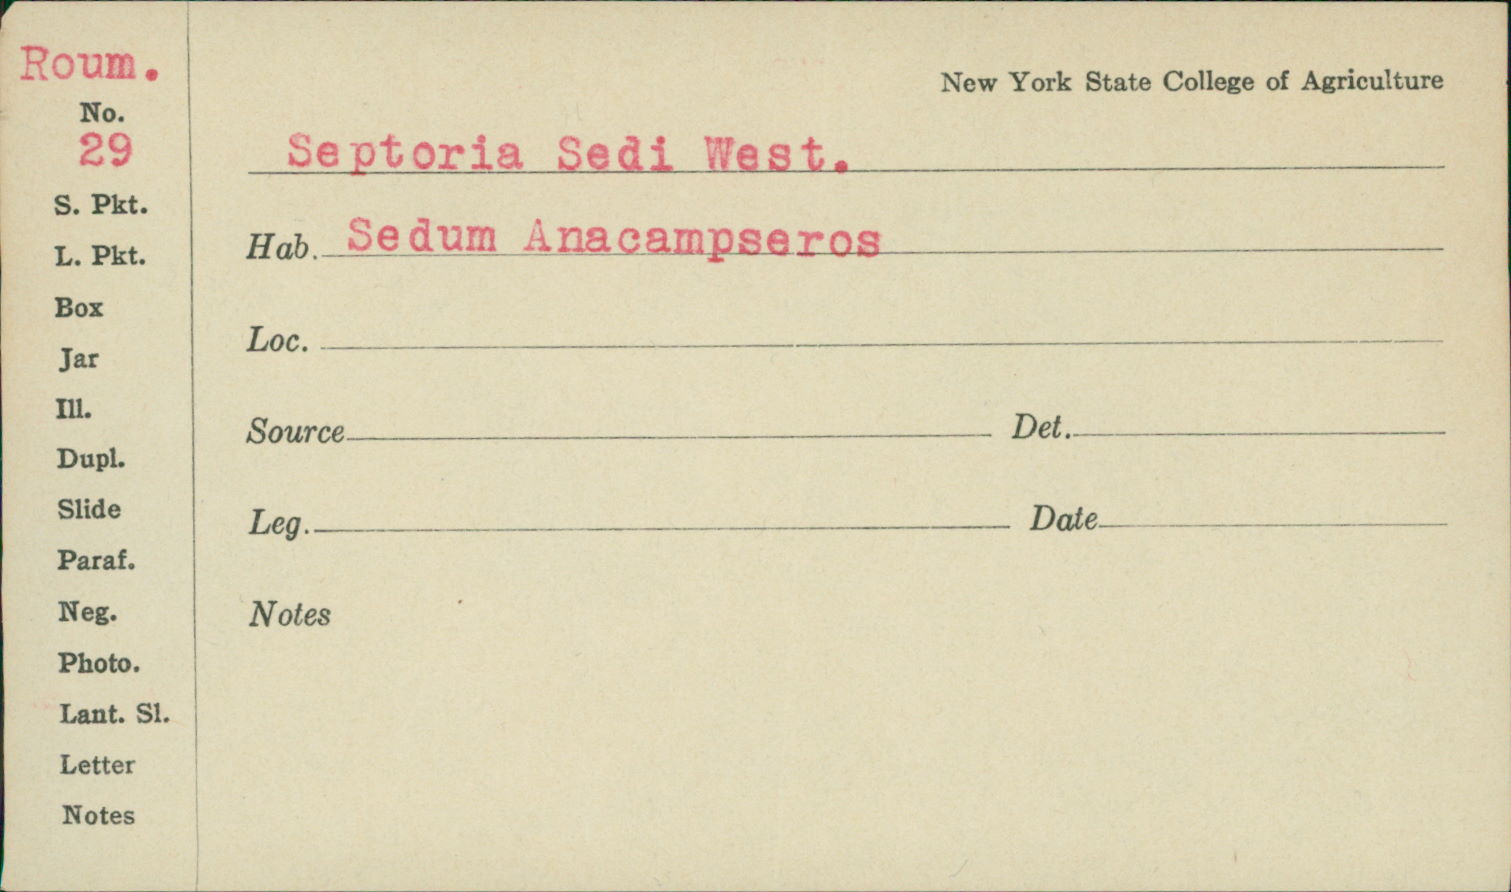 Roum.
No.
29
S. Pkt.
L. Pkt.
Box
Jar
Ill.
Dupl.
Slide
Paraf.
Neg.
Photo.
Lant. Sl.
Letter
Notes
New York State College of Agriculture
Septoria Sedi West.
Hab. Sedum Anacampseros
Loc.
Source Det.
Leg. Date
Notes